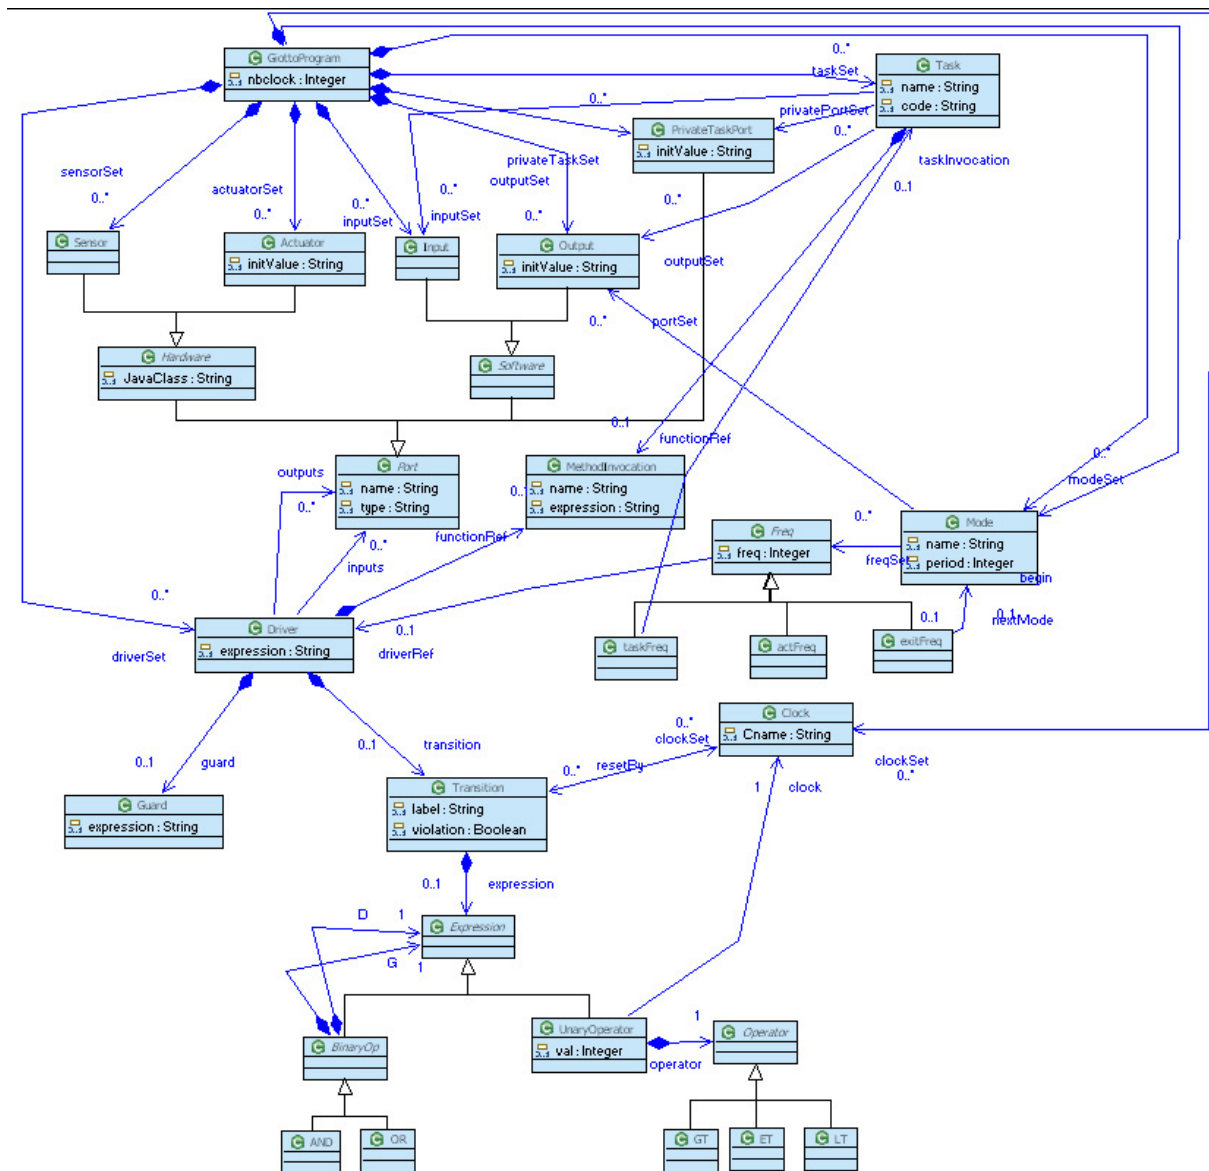 GiottoProgram
nbclock : Integer
0..*
taskSet
Task
name : String
code : String
0..*
privatePortSet
0..*
PrivateTaskPort
initValue : String
taskInvocation
0..1
privateTaskSet
outputSet
sensorSet
0..*
actuatorSet
0..*
0..*
inputSet
0..*
inputSet
0..*
0..*
Sensor
Actuator
initValue : String
Input
Output
initValue : String
outputSet
0..*
portSet
Hardware
JavaClass : String
Software
0..1
functionRef
0..*
modeSet
outputs
0..*
Port
name : String
type : String
MethodInvocation
name : String
expression : String
0..1
functionRef
0..*
inputs
Freq
freq : Integer
0..*
freqSet
Mode
name : String
period : Integer
begin
0..1
0..1
nextMode
0..*
driverSet
Driver
expression : String
0..1
driverRef
taskFreq
actFreq
exitFreq
0..*
clockSet
Clock
Cname : String
clockSet
0..*
0..1
guard
0..1
transition
0..*
resetBy
1
clock
Guard
expression : String
Transition
label : String
violation : Boolean
0..1
expression
D
1
Expression
G
1
BinaryOp
UnaryOperator
val : Integer
1
operator
Operator
AND
OR
GT
ET
LT